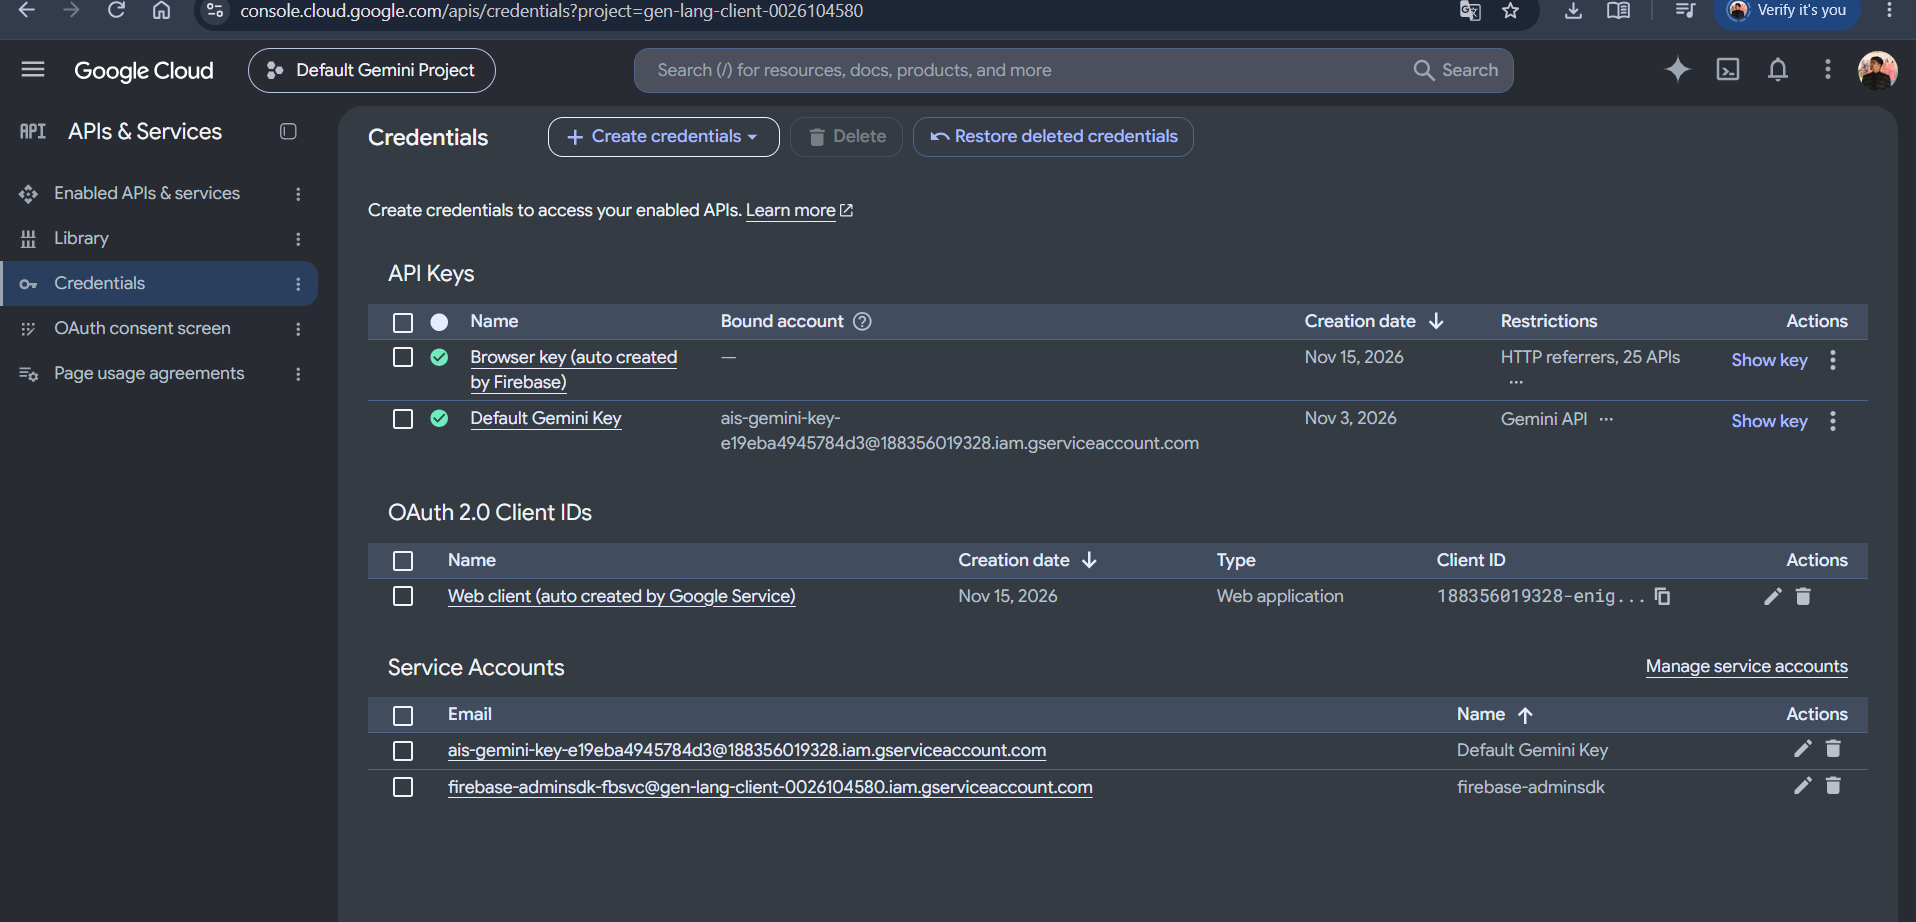 console.cloud.google.com/apis/credentials?project=gen-lang-client-0026104580
Verify it's you
Google Cloud
Default Gemini Project
Search (/) for resources, docs, products, and more
Search
API
APIs & Services
Enabled APIs & services
Library
Credentials
OAuth consent screen
Page usage agreements
Credentials
Create credentials
Delete
Restore deleted credentials
Create credentials to access your enabled APIs. Learn more
API Keys
Name Bound account Creation date Restrictions Actions
Browser key (auto created — Nov 15, 2026 HTTP referrers, 25 APIs Show key
by Firebase) ...
Default Gemini Key ais-gemini-key- Nov 3, 2026 Gemini API ... Show key
e19eba4945784d3@188356019328.iam.gserviceaccount.com
OAuth 2.0 Client IDs
Name Creation date Type Client ID Actions
Web client (auto created by Google Service) Nov 15, 2026 Web application 188356019328-enig...
Service Accounts
Manage service accounts
Email Name Actions
ais-gemini-key-e19eba4945784d3@188356019328.iam.gserviceaccount.com Default Gemini Key
firebase-adminsdk-fbsvc@gen-lang-client-0026104580.iam.gserviceaccount.com firebase-adminsdk